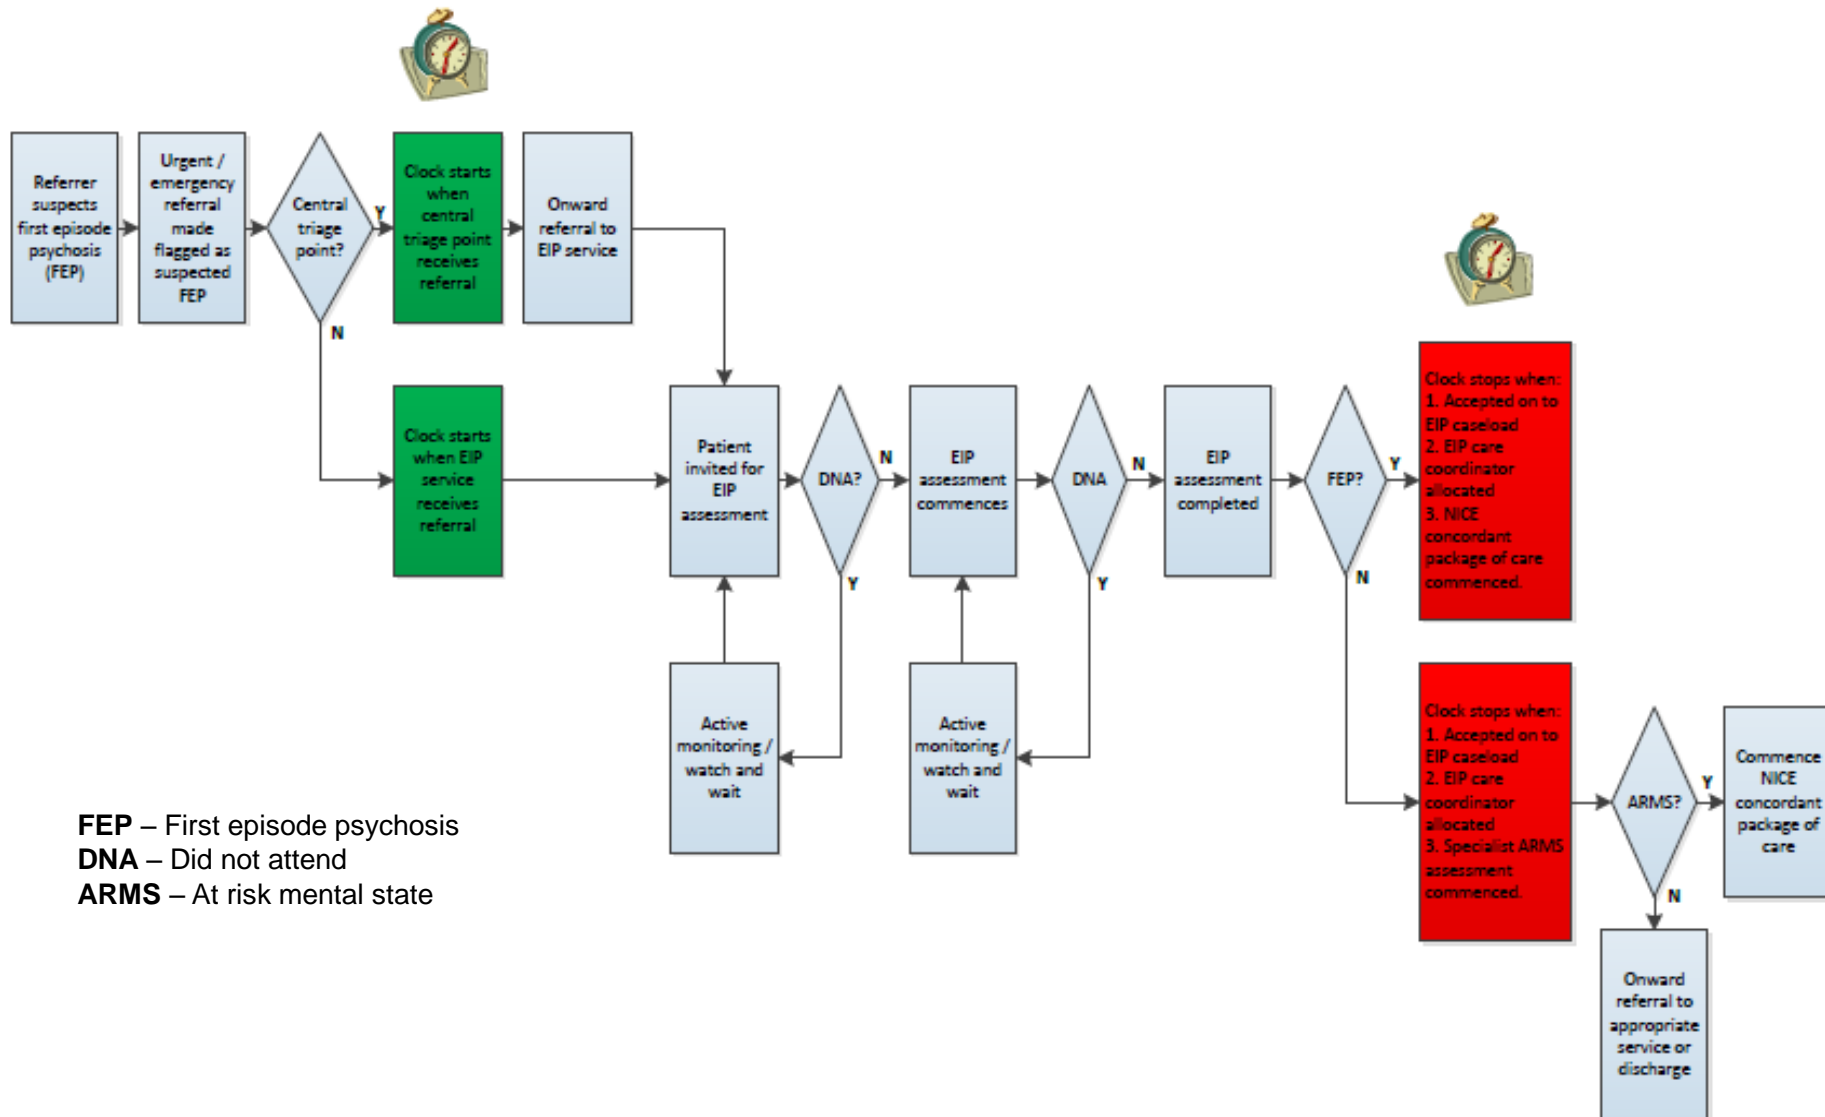 Referrer
suspects
first episode
psychosis
(FEP)
Urgent /
emergency
referral
made
flagged as
suspected
FEP
Central
triage
point?
Y
N
Clock starts
when
central
triage point
receives
referral
Onward
referral to
EIP service
Clock starts
when EIP
service
receives
referral
Patient
invited for
EIP
assessment
DNA?
N
Y
Active
monitoring /
watch and
wait
EIP
assessment
commences
DNA
N
Y
Active
monitoring /
watch and
wait
EIP
assessment
completed
FEP?
Y
N
Clock stops when:
1. Accepted on to
EIP caseload
2. EIP care
coordinator
allocated
3. NICE
concordant
package of care
commenced.
Clock stops when:
1. Accepted on to
EIP caseload
2. EIP care
coordinator
allocated
3. Specialist ARMS
assessment
commenced.
ARMS?
Y
N
Commence
NICE
concordant
package of
care
Onward
referral to
appropriate
service or
discharge
FEP – First episode psychosis
DNA – Did not attend
ARMS – At risk mental state